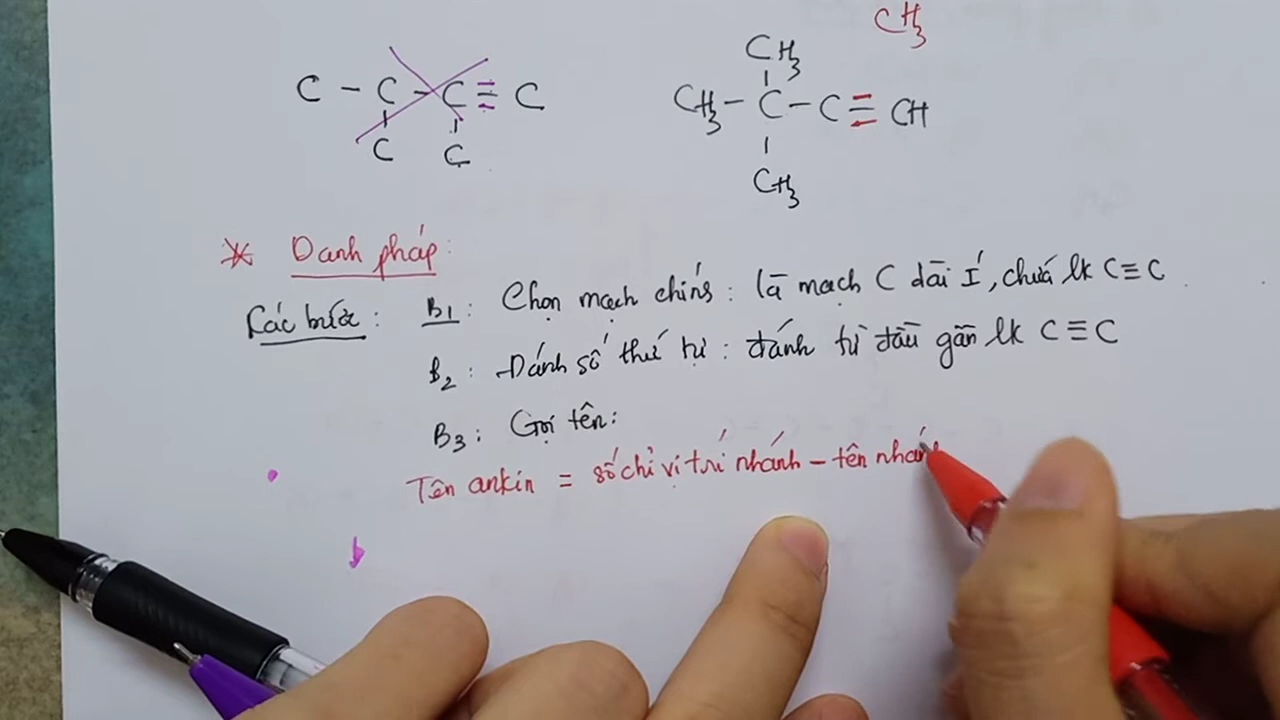 CH₃
CH₃
C - C - C ≡ C
CH₃ - C - C ≡ CH
C C
CH₃
* Danh pháp:
Các bước: B₁: Chọn mạch chính: là mạch C dài I', chứa lk C≡C
B₂: Đánh số thứ tự: đánh từ đầu gần lk C≡C
B₃: Gọi tên:
Tên ankin = số chỉ vị trí nhánh - tên nhánh